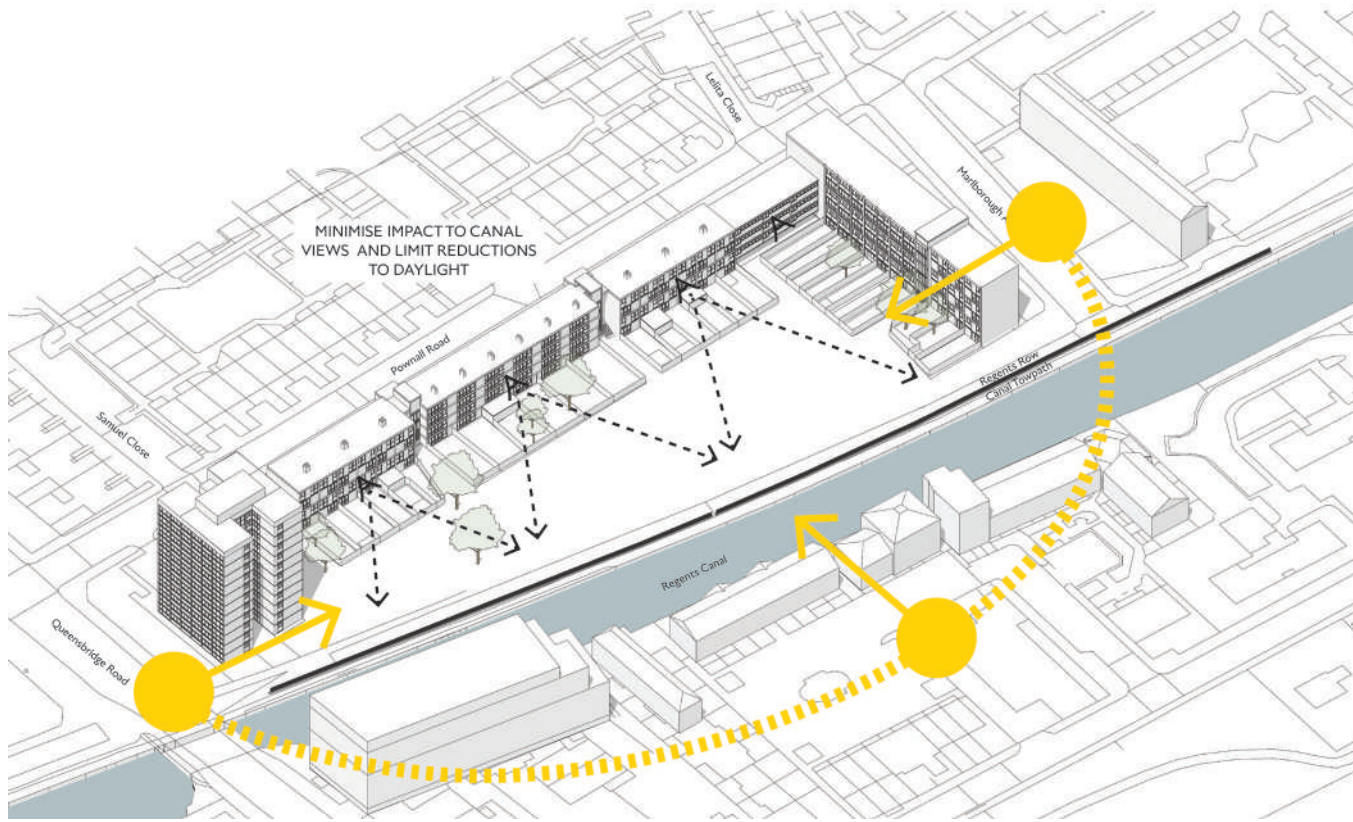 Lelita Close
Marlborough
MINIMISE IMPACT TO CANAL
VIEWS AND LIMIT REDUCTIONS
TO DAYLIGHT
Pownall Road
Samuel Close
Regents Row
Canal Towpath
Regents Canal
Queensbridge Road